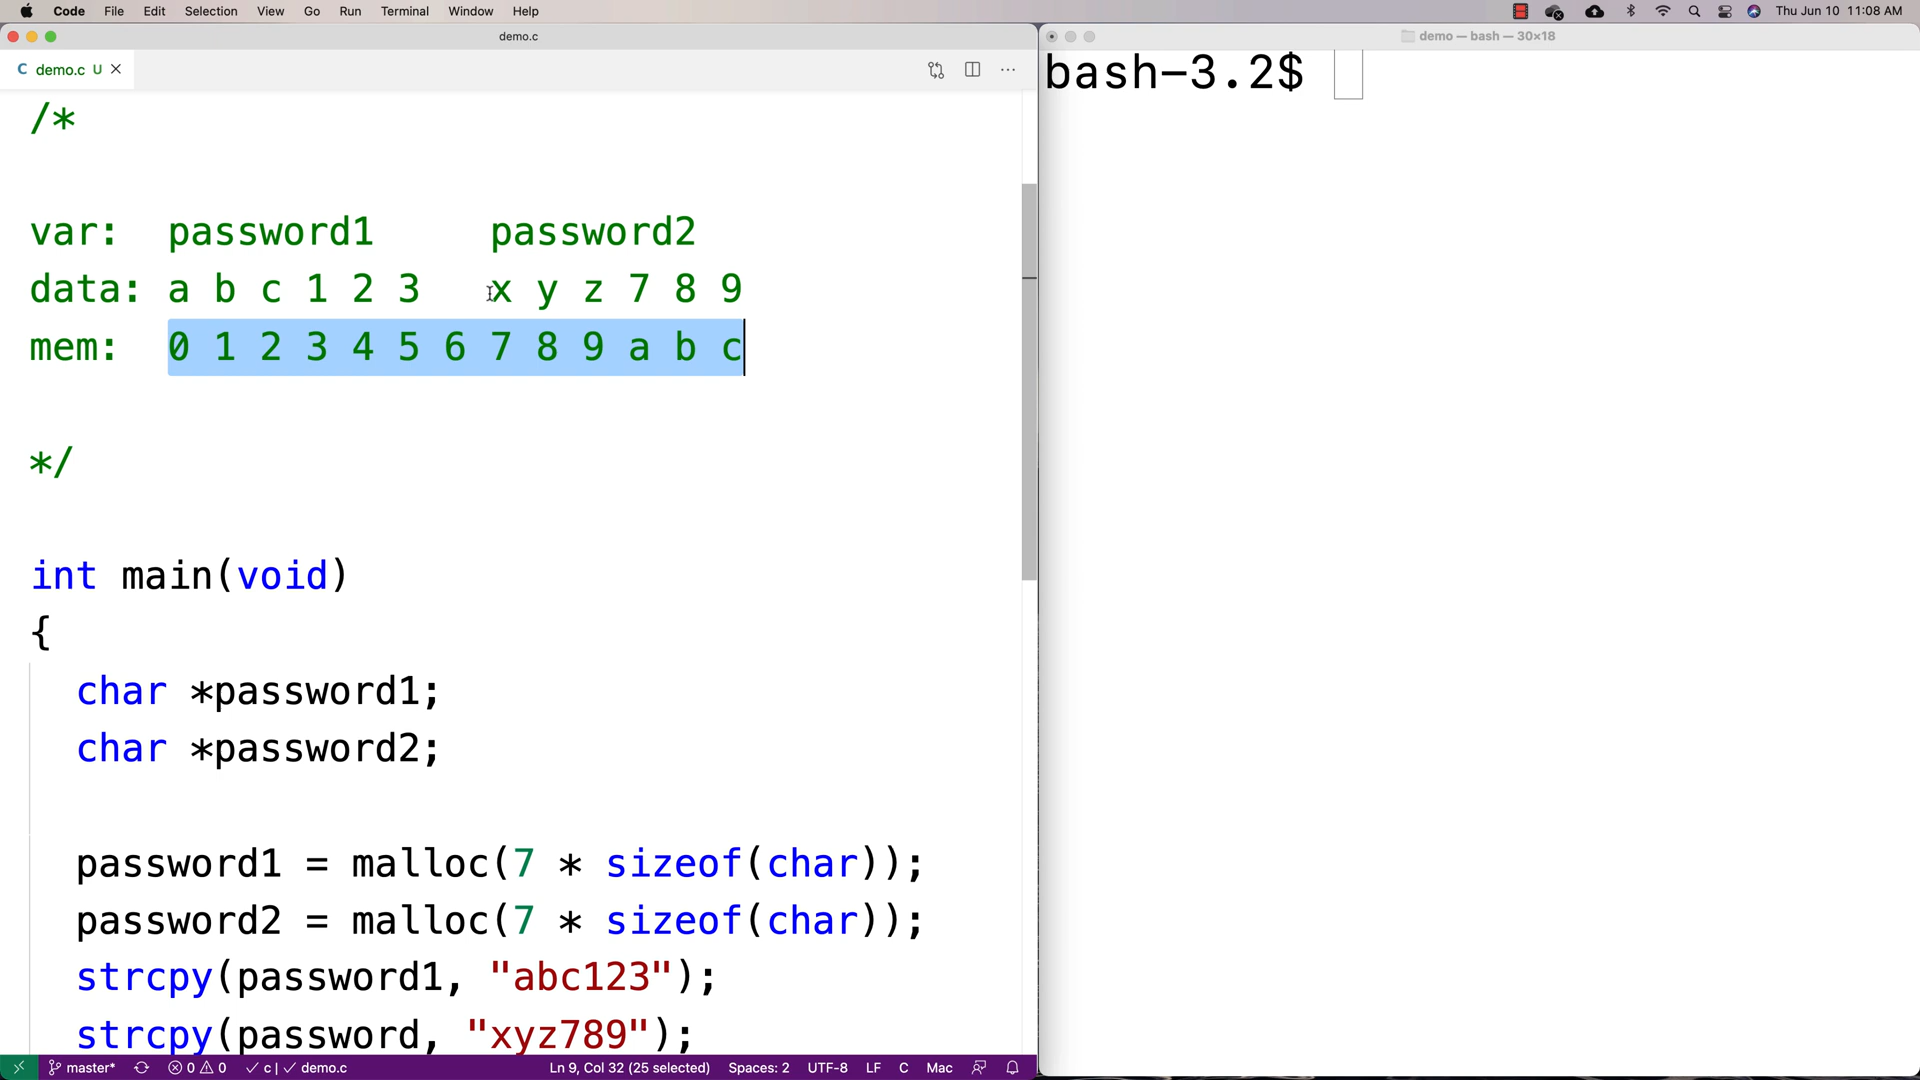 Code File Edit Selection View Go Run Terminal Window Help Thu Jun 10 11:08 AM
demo.c
demo — bash — 30×18
C demo.c U
bash-3.2$
/*
var: password1 password2
data: a b c 1 2 3 x y z 7 8 9
mem: 0 1 2 3 4 5 6 7 8 9 a b c
*/
int main(void)
{
char *password1;
char *password2;
password1 = malloc(7 * sizeof(char));
password2 = malloc(7 * sizeof(char));
strcpy(password1, "abc123");
strcpy(password, "xyz789");
master* 0 0 c | ✓ demo.c Ln 9, Col 32 (25 selected) Spaces: 2 UTF-8 LF C Mac